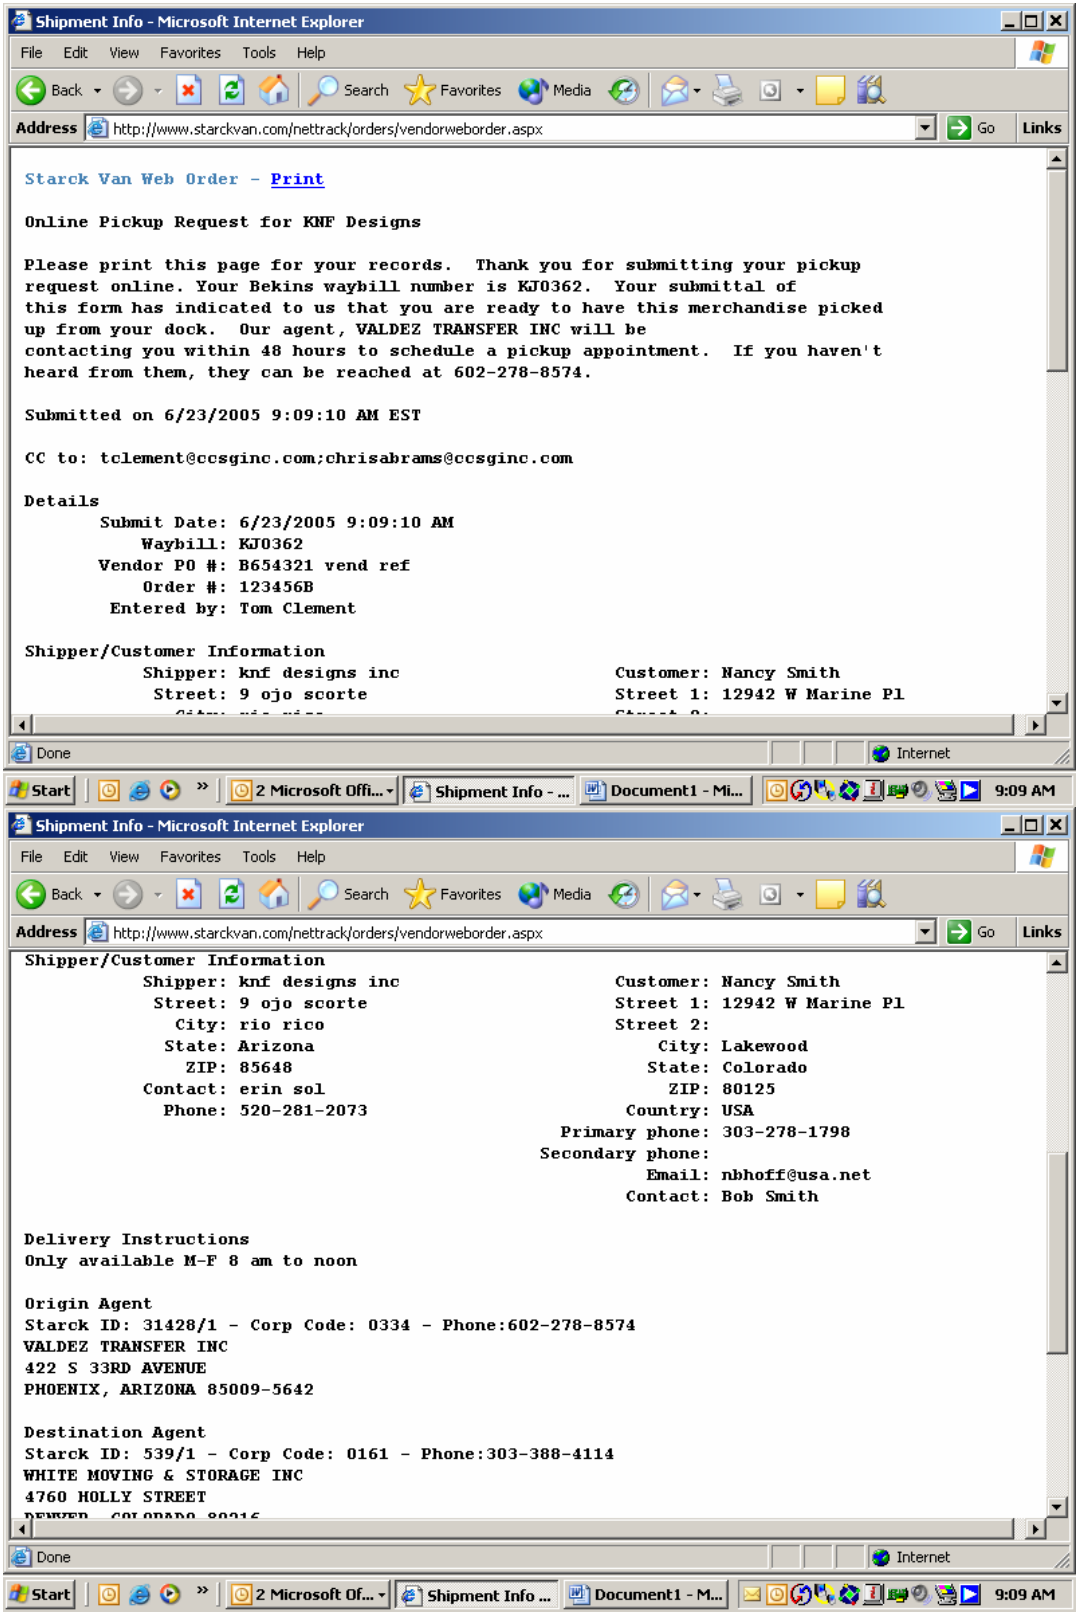 Shipment Info - Microsoft Internet Explorer
File Edit View Favorites Tools Help
Back Search Favorites Media
Address http://www.starckvan.com/nettrack/orders/vendorweborder.aspx Go Links
Starck Van Web Order - Print
Online Pickup Request for KNF Designs
Please print this page for your records. Thank you for submitting your pickup
request online. Your Bekins waybill number is KJ0362. Your submittal of
this form has indicated to us that you are ready to have this merchandise picked
up from your dock. Our agent, VALDEZ TRANSFER INC will be
contacting you within 48 hours to schedule a pickup appointment. If you haven't
heard from them, they can be reached at 602-278-8574.
Submitted on 6/23/2005 9:09:10 AM EST
CC to: tclement@ccsginc.com;chrisabrams@ccsginc.com
Details
Submit Date: 6/23/2005 9:09:10 AM
Waybill: KJ0362
Vendor PO #: B654321 vend ref
Order #: 123456B
Entered by: Tom Clement
Shipper/Customer Information
Shipper: knf designs inc Customer: Nancy Smith
Street: 9 ojo scorte Street 1: 12942 W Marine Pl
Done Internet
Start » 2 Microsoft Offi... Shipment Info - ... Document1 - Mi... 9:09 AM
Shipment Info - Microsoft Internet Explorer
File Edit View Favorites Tools Help
Back Search Favorites Media
Address http://www.starckvan.com/nettrack/orders/vendorweborder.aspx Go Links
Shipper/Customer Information
Shipper: knf designs inc Customer: Nancy Smith
Street: 9 ojo scorte Street 1: 12942 W Marine Pl
City: rio rico Street 2:
State: Arizona City: Lakewood
ZIP: 85648 State: Colorado
Contact: erin sol ZIP: 80125
Phone: 520-281-2073 Country: USA
Primary phone: 303-278-1798
Secondary phone:
Email: nbhoff@usa.net
Contact: Bob Smith
Delivery Instructions
Only available M-F 8 am to noon
Origin Agent
Starck ID: 31428/1 - Corp Code: 0334 - Phone:602-278-8574
VALDEZ TRANSFER INC
422 S 33RD AVENUE
PHOENIX, ARIZONA 85009-5642
Destination Agent
Starck ID: 539/1 - Corp Code: 0161 - Phone:303-388-4114
WHITE MOVING & STORAGE INC
4760 HOLLY STREET
DENVER, COLORADO 80216
Done Internet
Start » 2 Microsoft Of... Shipment Info ... Document1 - M... 9:09 AM